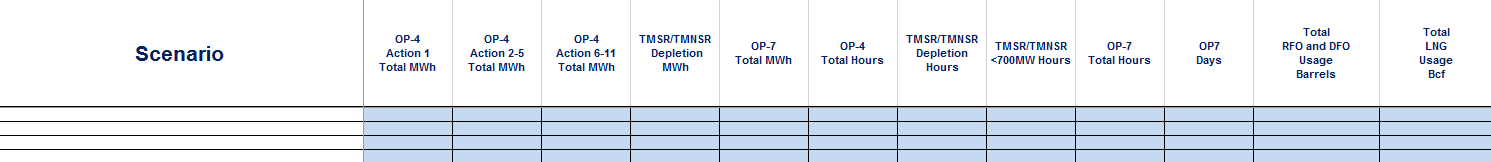 Scenario
OP-4
Action 1
Total MWh
OP-4
Action 2-5
Total MWh
OP-4
Action 6-11
Total MWh
TMSR/TMNSR
Depletion
MWh
OP-7
Total MWh
OP-4
Total Hours
TMSR/TMNSR
Depletion
Hours
TMSR/TMNSR
<700MW Hours
OP-7
Total Hours
OP7
Days
Total
RFO and DFO
Usage
Barrels
Total
LNG
Usage
Bcf